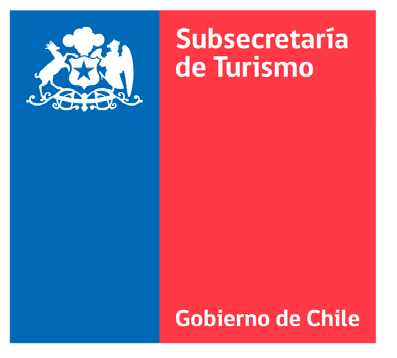 Subsecretaría
de Turismo
Gobierno de Chile